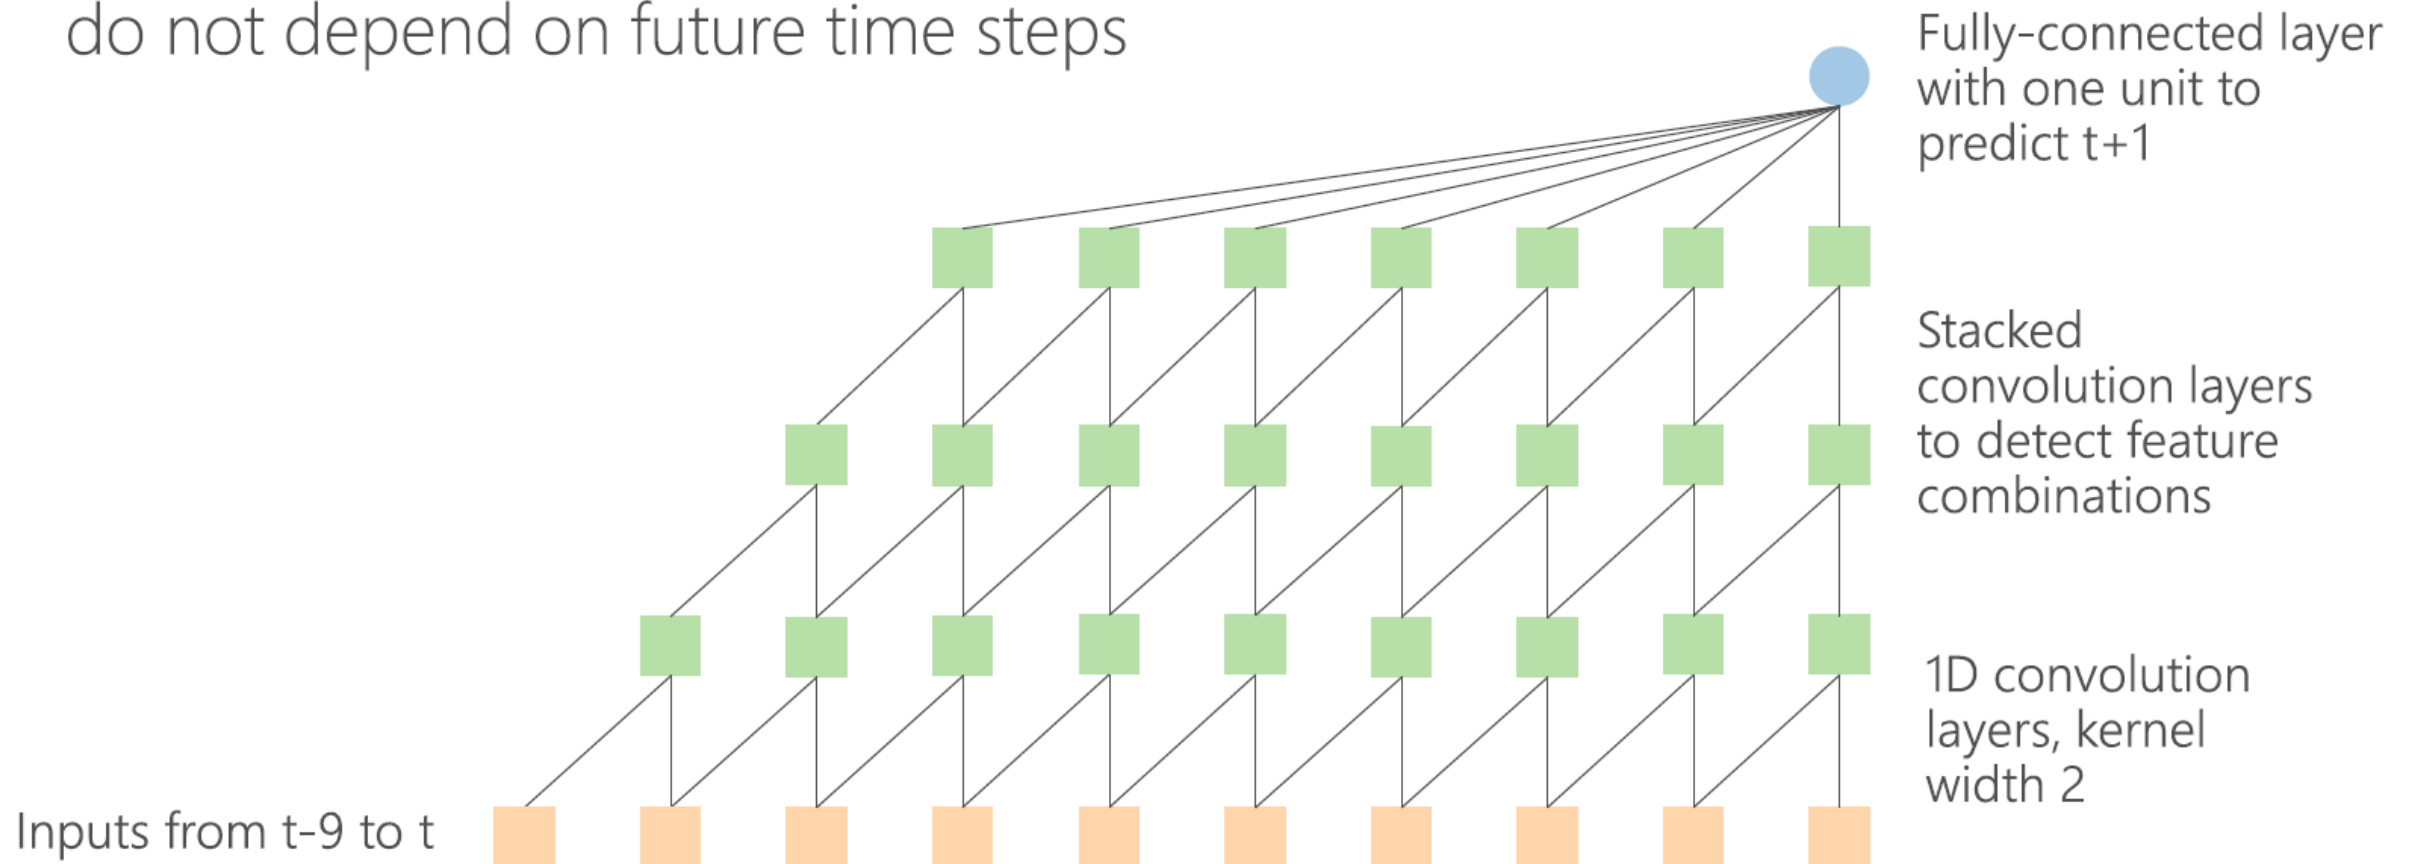 do not depend on future time steps
Fully-connected layer
with one unit to
predict t+1
Stacked
convolution layers
to detect feature
combinations
1D convolution
layers, kernel
width 2
Inputs from t-9 to t